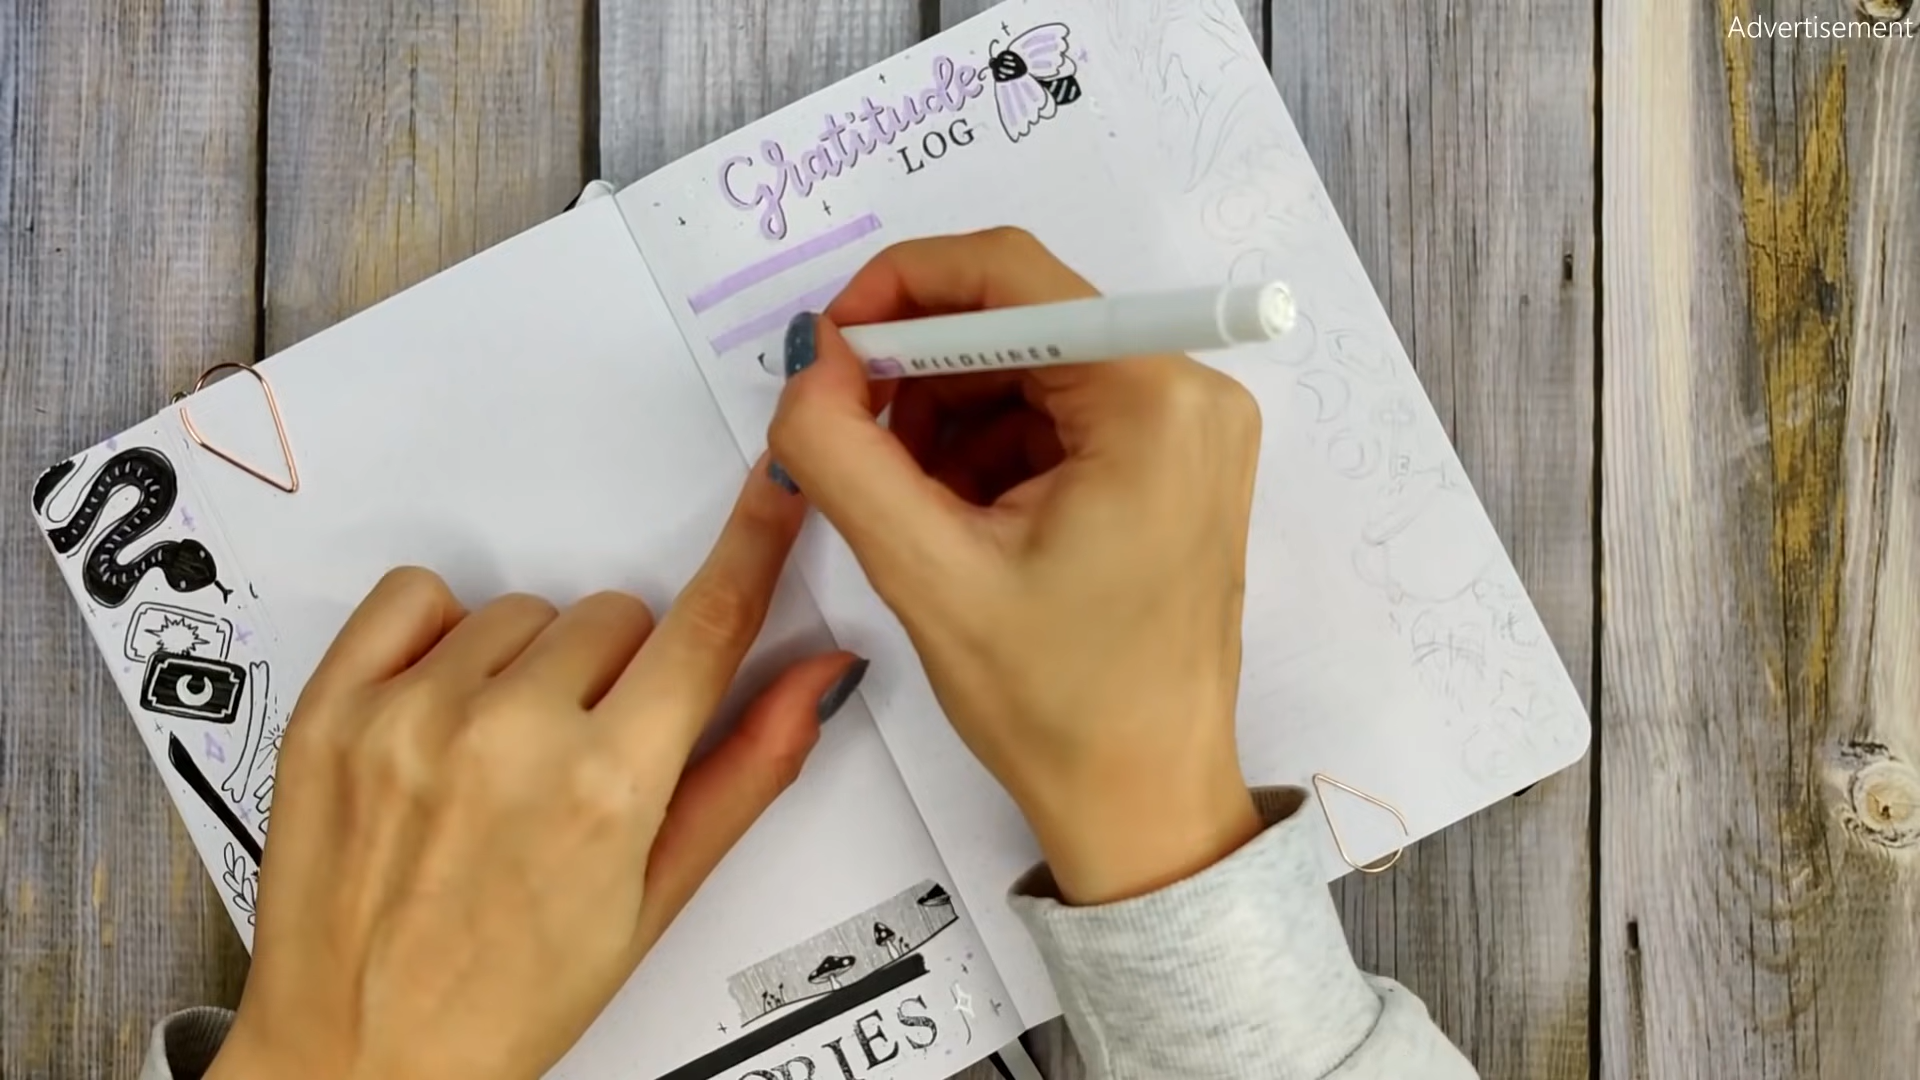 Advertisement
Gratitude
LOG
MILDLINER
ORIES